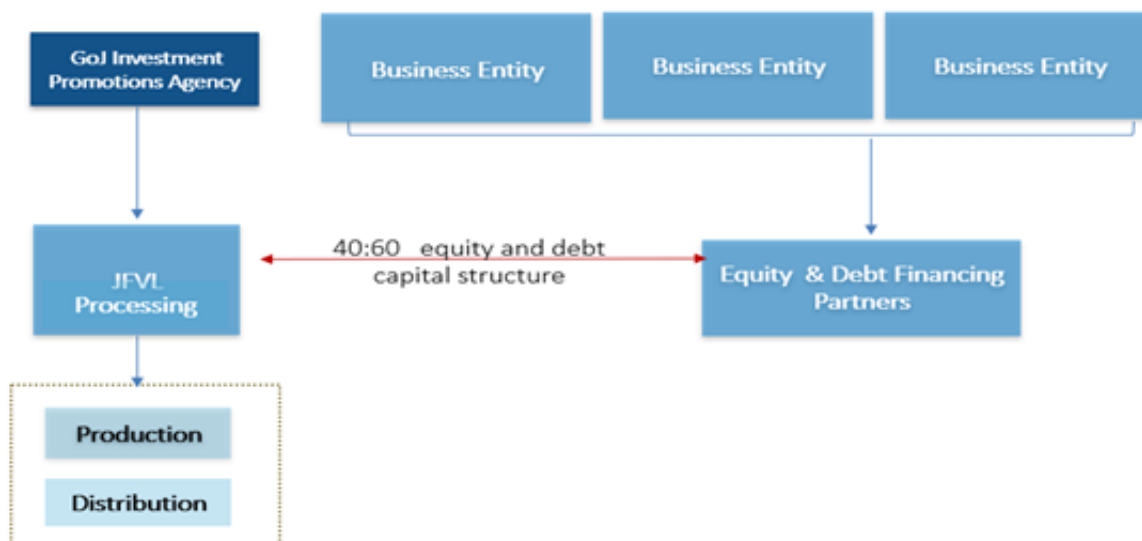 GoJ Investment
Promotions Agency
Business Entity
Business Entity
Business Entity
JFVL
Processing
40:60 equity and debt
capital structure
Equity & Debt Financing
Partners
Production
Distribution